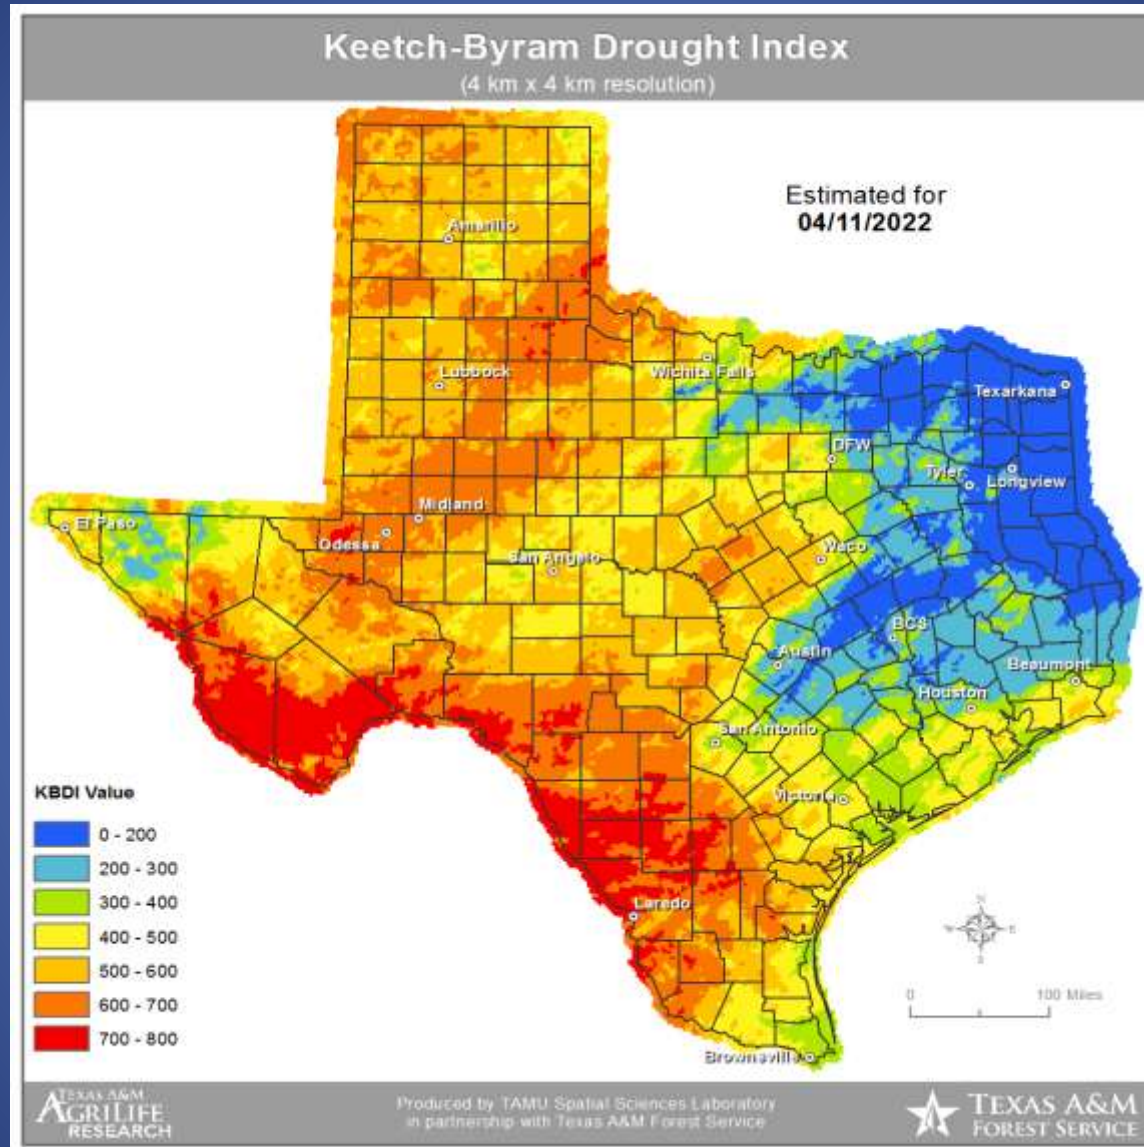 Keetch-Byram Drought Index
(4 km x 4 km resolution)
Estimated for
04/11/2022
Amarillo
Lubbock
Wichita Falls
Texarkana
DFW
Tyler
Longview
Midland
El Paso
Odessa
San Angelo
Waco
BCS
Austin
Beaumont
Houston
San Antonio
Victoria
Laredo
Brownsville
KBDI Value
0 - 200
200 - 300
300 - 400
400 - 500
500 - 600
600 - 700
700 - 800
N
W E
S
0 100 Miles
TEXAS A&M
AGRILIFE
RESEARCH
Produced by TAMU Spatial Sciences Laboratory
in partnership with Texas A&M Forest Service
TEXAS A&M
FOREST SERVICE